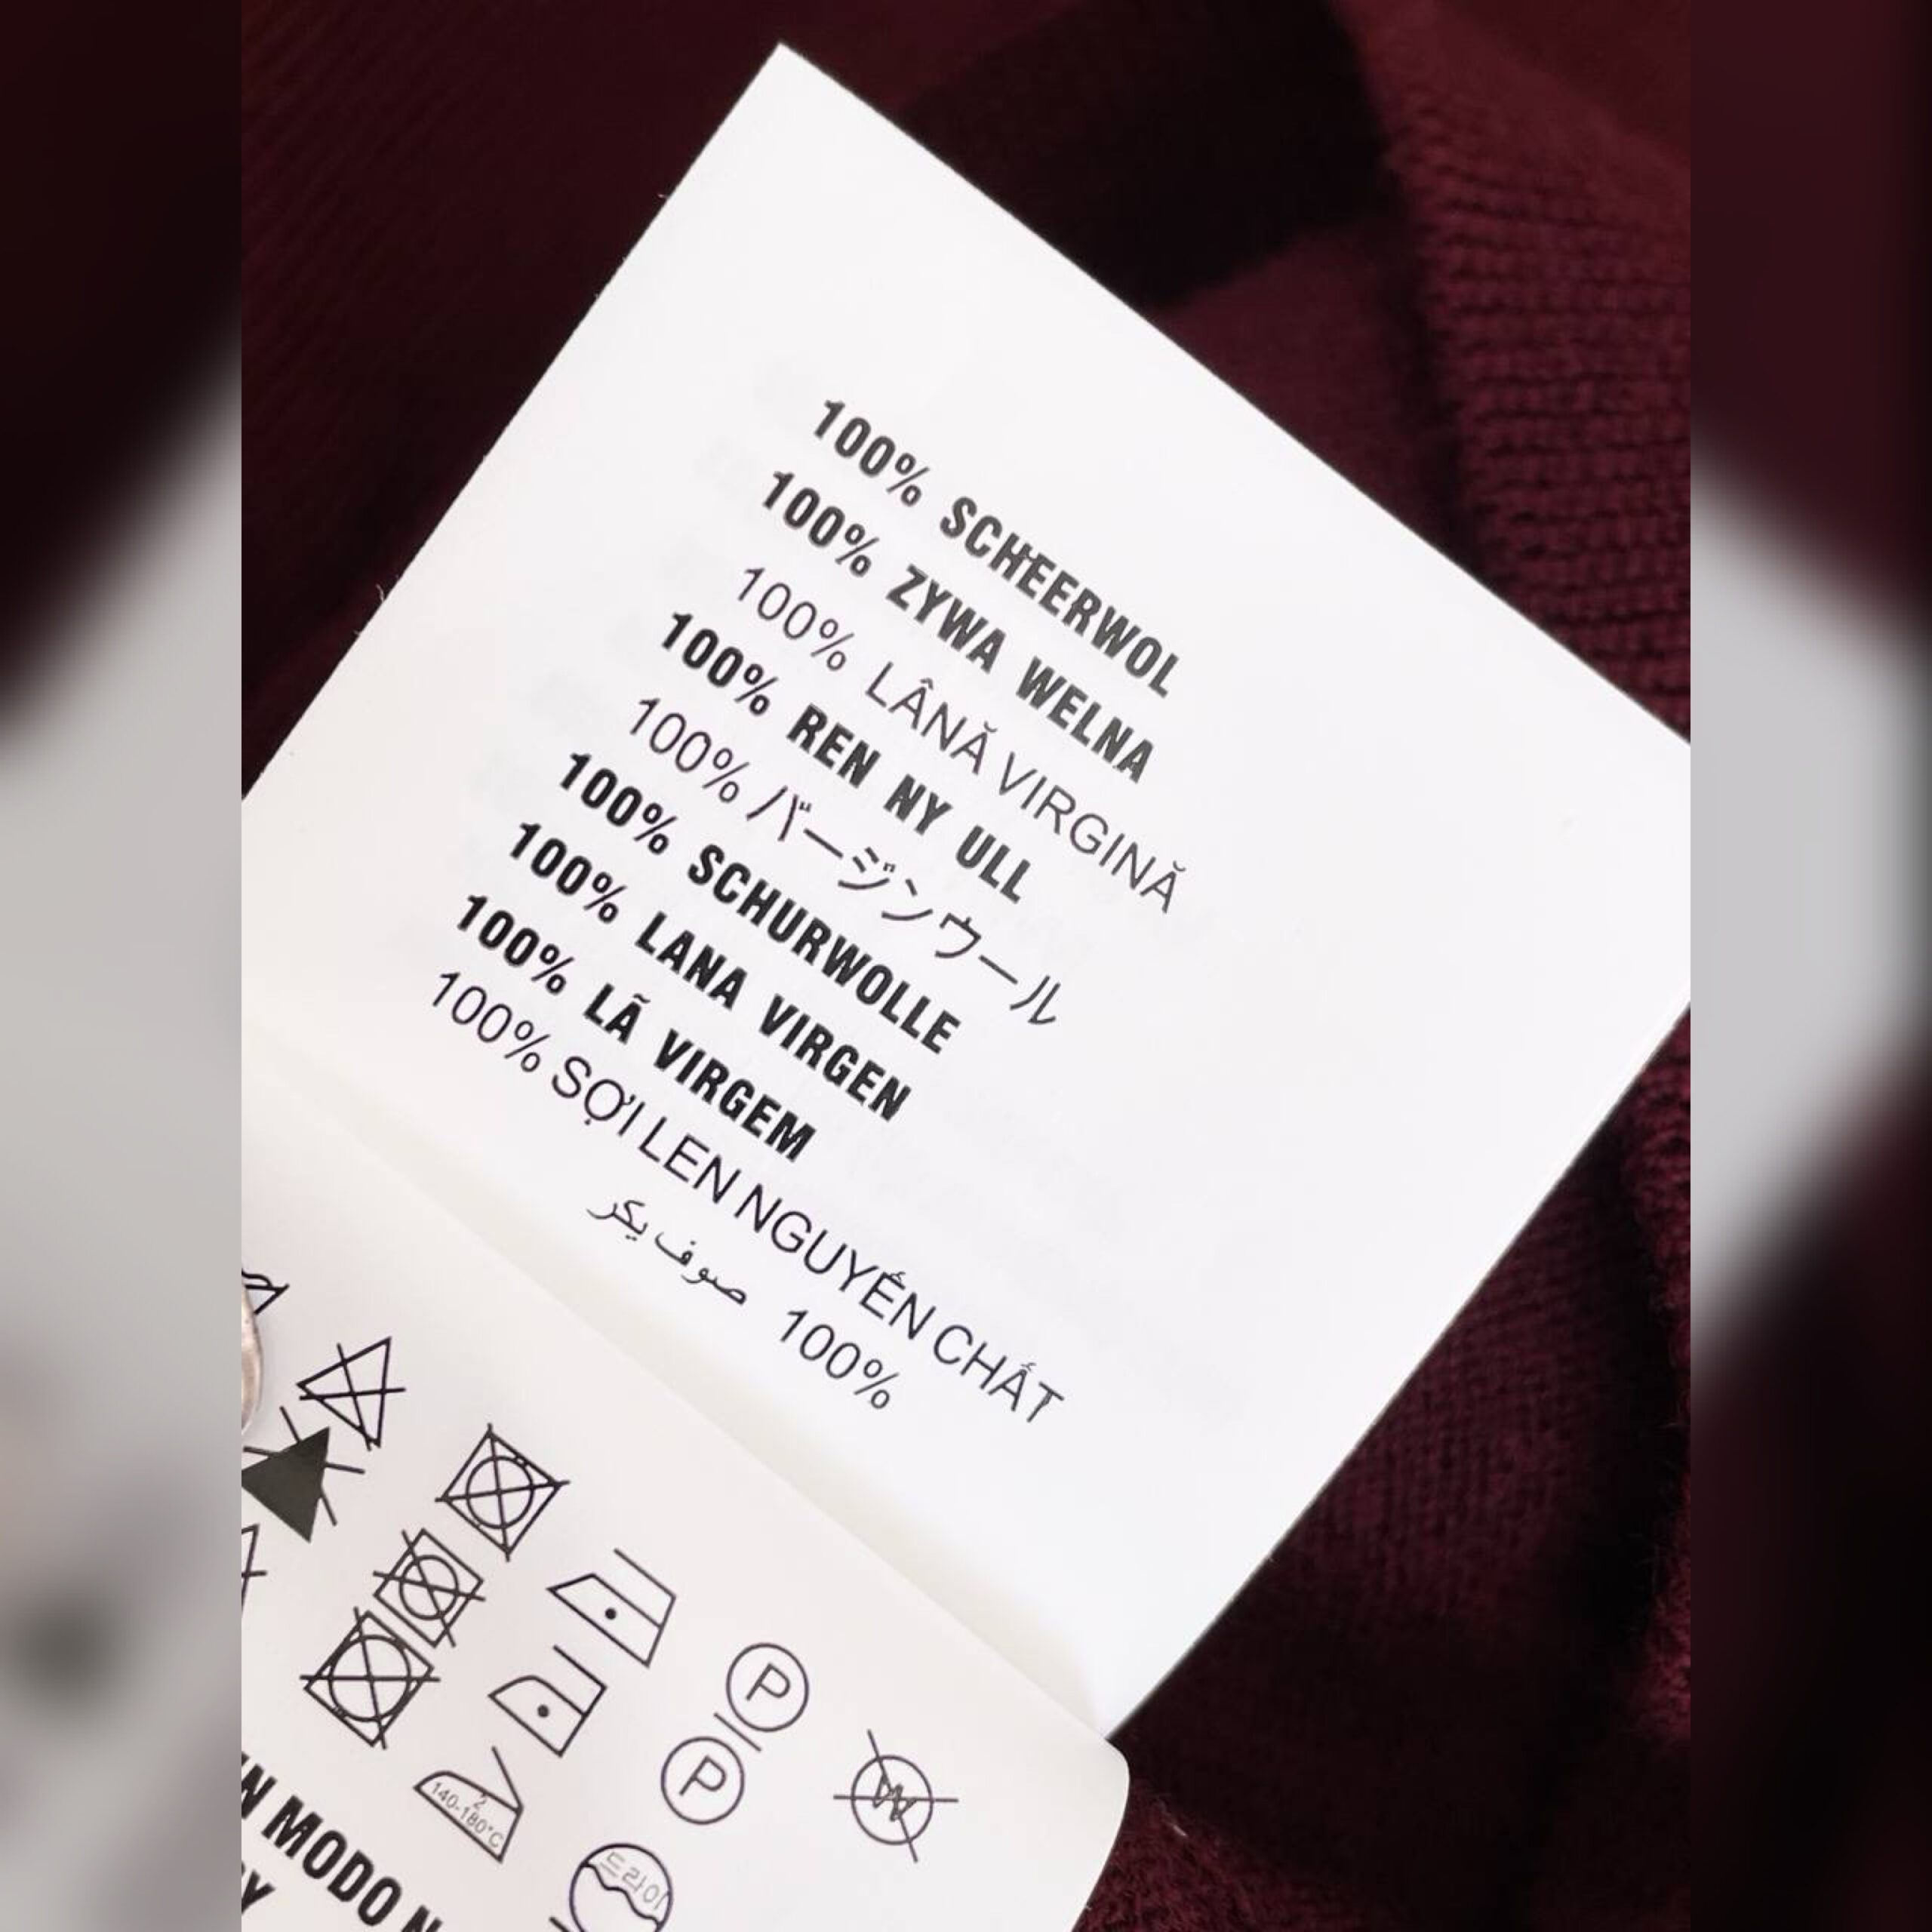 100% SCHEERWOL
100% ZYWA WELNA
100% LÂNĂ VIRGINĂ
100% REN NY ULL
100% バージンウール
100% SCHURWOLLE
100% LANA VIRGEN
100% LÃ VIRGEM
100% SỢI LEN NGUYÊN CHẤT
صوف يكر 100%
P
P
W
2
140-180°C
드라이
MODO